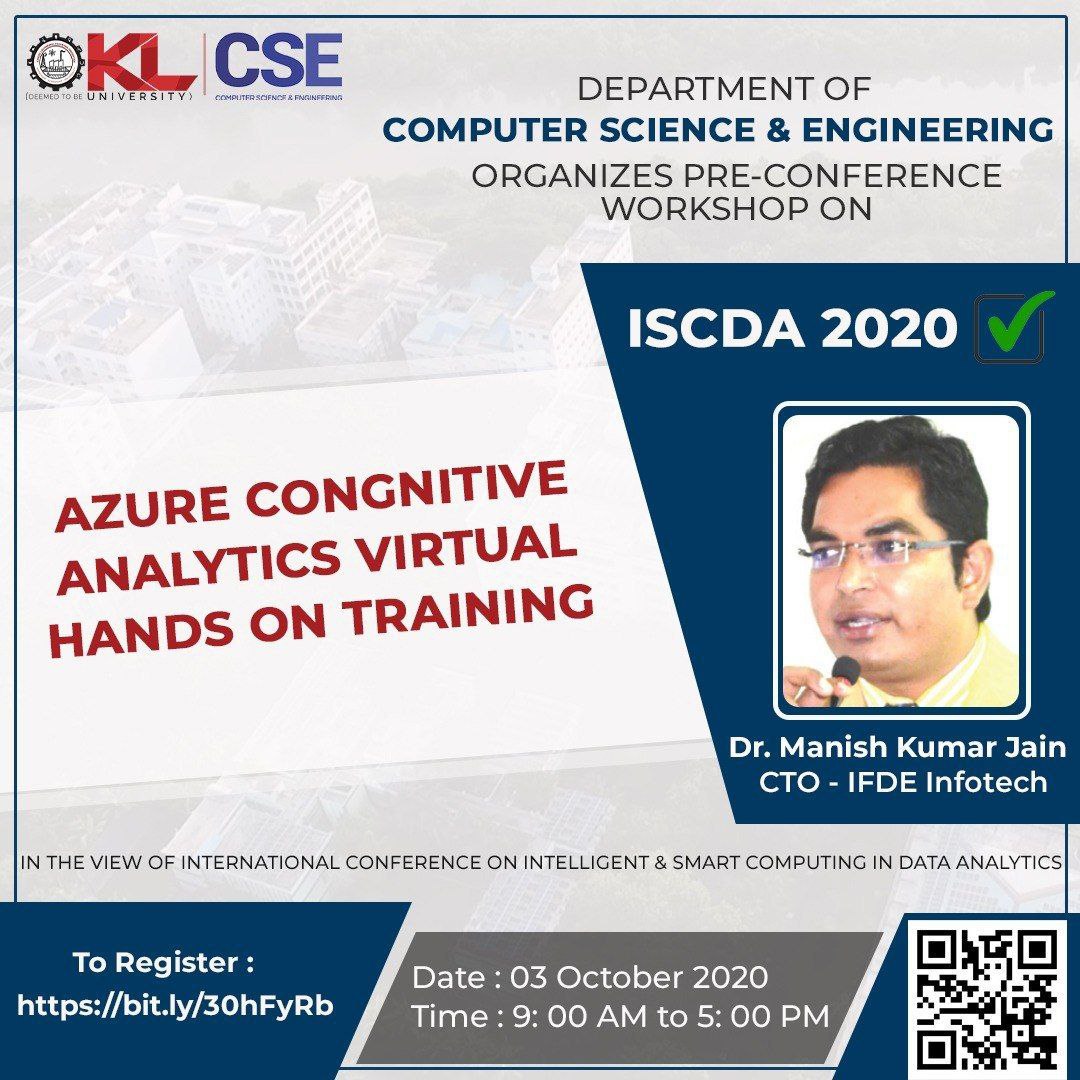 KL | CSE
(DEEMED TO BE UNIVERSITY)
COMPUTER SCIENCE & ENGINEERING
DEPARTMENT OF
COMPUTER SCIENCE & ENGINEERING
ORGANIZES PRE-CONFERENCE
WORKSHOP ON
ISCDA 2020
AZURE CONGNITIVE
ANALYTICS VIRTUAL
HANDS ON TRAINING
Dr. Manish Kumar Jain
CTO - IFDE Infotech
IN THE VIEW OF INTERNATIONAL CONFERENCE ON INTELLIGENT & SMART COMPUTING IN DATA ANALYTICS
To Register :
https://bit.ly/30hFyRb
Date : 03 October 2020
Time : 9: 00 AM to 5: 00 PM